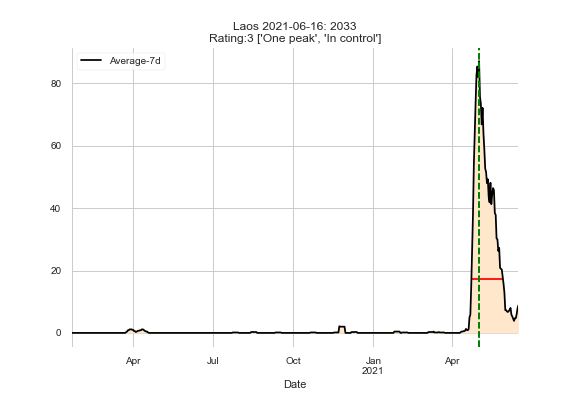 Laos 2021-06-16: 2033
Rating:3 ['One peak', 'In control']
Average-7d
80
60
40
20
0
Apr
Jul
Oct
Jan
2021
Apr
Date